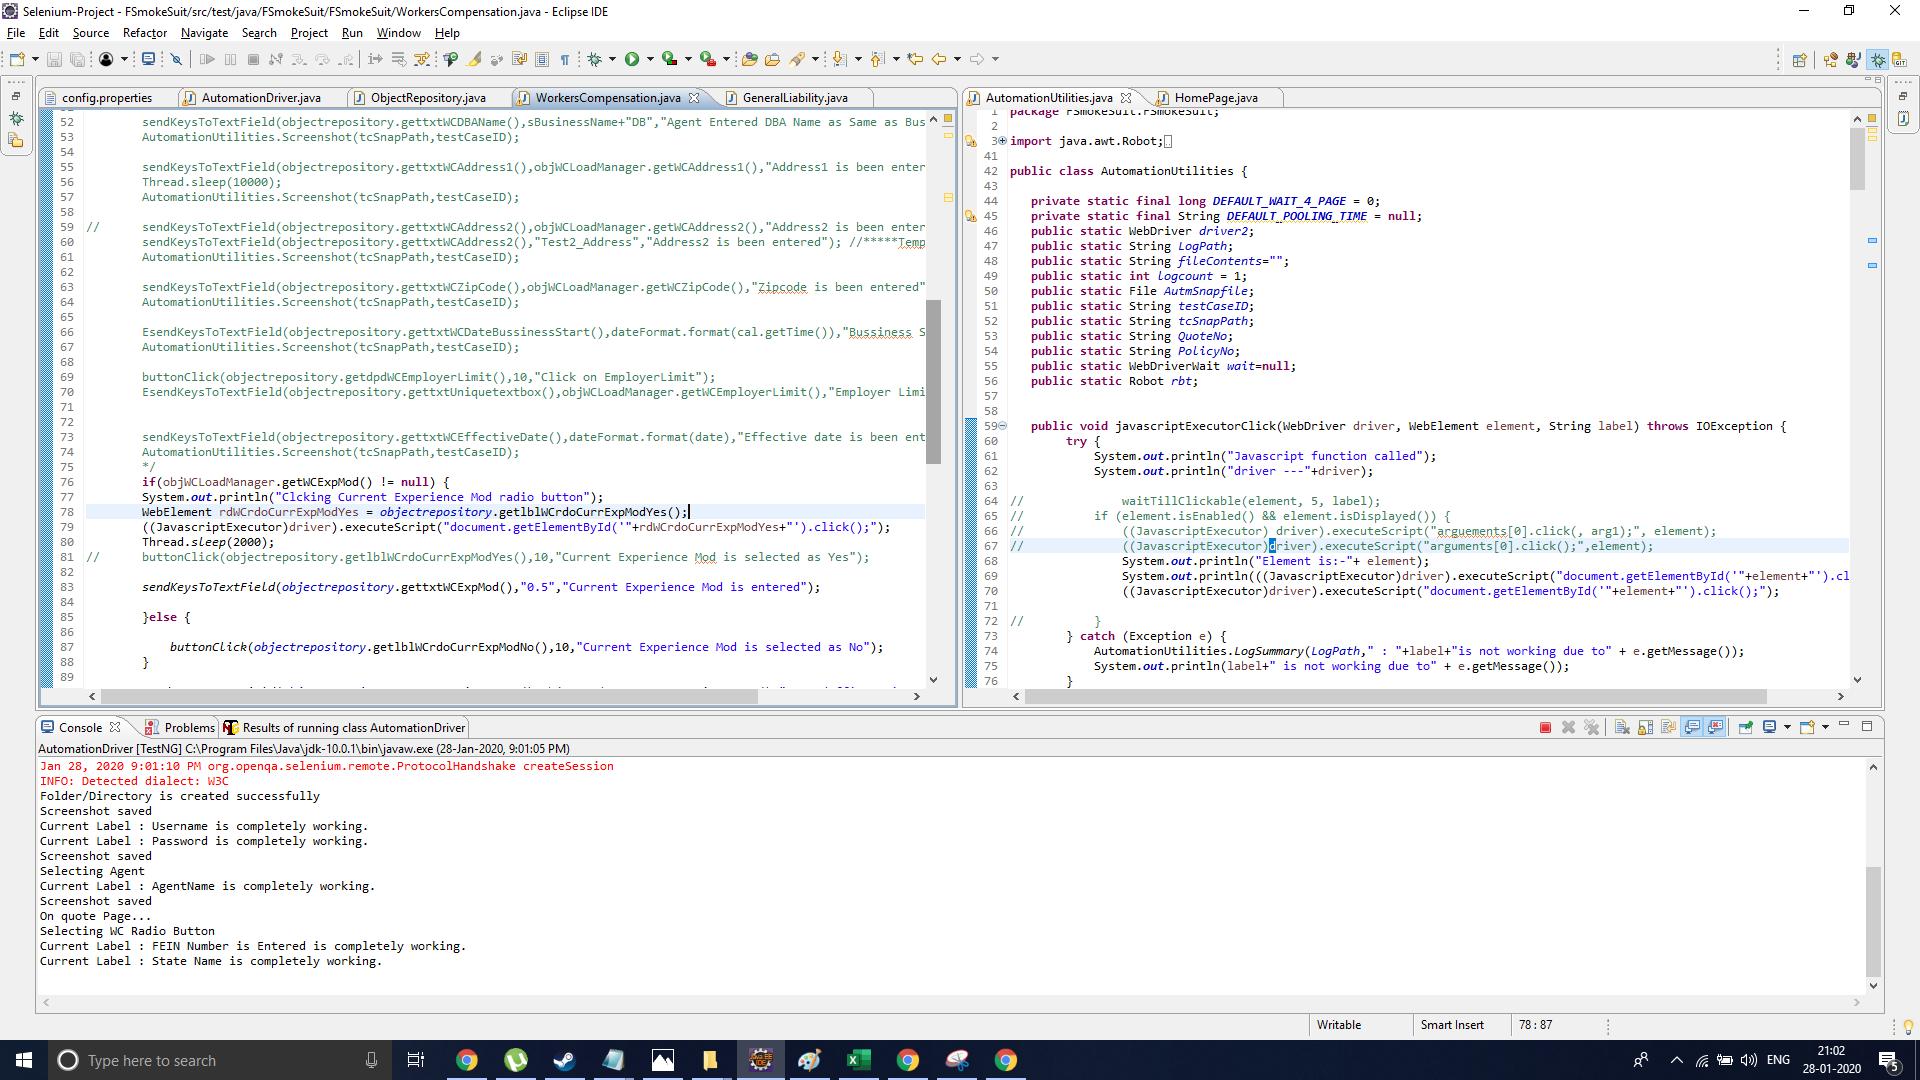 Selenium-Project - FSmokeSuit/src/test/java/FSmokeSuit/FSmokeSuit/WorkersCompensation.java - Eclipse IDE
File Edit Source Refactor Navigate Search Project Run Window Help
config.properties AutomationDriver.java ObjectRepository.java WorkersCompensation.java GeneralLiability.java
52 sendKeysToTextField(objectrepository.gettxtWCDBAName(),sBusinessName+"DB","Agent Entered DBA Name as Same as Bus
53 AutomationUtilities.Screenshot(tcSnapPath,testCaseID);
54
55 sendKeysToTextField(objectrepository.gettxtWCAddress1(),objWCLoadManager.getWCAddress1(),"Address1 is been enter
56 Thread.sleep(10000);
57 AutomationUtilities.Screenshot(tcSnapPath,testCaseID);
58
59 // sendKeysToTextField(objectrepository.gettxtWCAddress2(),objWCLoadManager.getWCAddress2(),"Address2 is been enter
60 sendKeysToTextField(objectrepository.gettxtWCAddress2(),"Test2_Address","Address2 is been entered"); //*****Temp
61 AutomationUtilities.Screenshot(tcSnapPath,testCaseID);
62
63 sendKeysToTextField(objectrepository.gettxtWCZipCode(),objWCLoadManager.getWCZipCode(),"Zipcode is been entered"
64 AutomationUtilities.Screenshot(tcSnapPath,testCaseID);
65
66 EsendKeysToTextField(objectrepository.gettxtWCDateBussinessStart(),dateFormat.format(cal.getTime()),"Bussiness S
67 AutomationUtilities.Screenshot(tcSnapPath,testCaseID);
68
69 buttonClick(objectrepository.getdpdWCEmployerLimit(),10,"Click on EmployerLimit");
70 EsendKeysToTextField(objectrepository.gettxtUniquetextbox(),objWCLoadManager.getWCEmployerLimit(),"Employer Limi
71
72
73 sendKeysToTextField(objectrepository.gettxtWCEffectiveDate(),dateFormat.format(date),"Effective date is been ent
74 AutomationUtilities.Screenshot(tcSnapPath,testCaseID);
75 */
76 if(objWCLoadManager.getWCExpMod() != null) {
77 System.out.println("Clcking Current Experience Mod radio button");
78 WebElement rdWCrdoCurrExpModYes = objectrepository.getlblWCrdoCurrExpModYes();
79 ((JavascriptExecutor)driver).executeScript("document.getElementById('"+rdWCrdoCurrExpModYes+"').click();");
80 Thread.sleep(2000);
81 // buttonClick(objectrepository.getlblWCrdoCurrExpModYes(),10,"Current Experience Mod is selected as Yes");
82
83 sendKeysToTextField(objectrepository.gettxtWCExpMod(),"0.5","Current Experience Mod is entered");
84
85 }else {
86
87 buttonClick(objectrepository.getlblWCrdoCurrExpModNo(),10,"Current Experience Mod is selected as No");
88 }
89
AutomationUtilities.java HomePage.java
1 package FSmokeSuit.FSmokeSuit;
2
3 import java.awt.Robot;
41
42 public class AutomationUtilities {
43
44 private static final long DEFAULT_WAIT_4_PAGE = 0;
45 private static final String DEFAULT_POOLING_TIME = null;
46 public static WebDriver driver2;
47 public static String LogPath;
48 public static String fileContents="";
49 public static int logcount = 1;
50 public static File AutmSnapfile;
51 public static String testCaseID;
52 public static String tcSnapPath;
53 public static String QuoteNo;
54 public static String PolicyNo;
55 public static WebDriverWait wait=null;
56 public static Robot rbt;
57
58
59 public void javascriptExecutorClick(WebDriver driver, WebElement element, String label) throws IOException {
60 try {
61 System.out.println("Javascript function called");
62 System.out.println("driver ---"+driver);
63
64 // waitTillClickable(element, 5, label);
65 // if (element.isEnabled() && element.isDisplayed()) {
66 // ((JavascriptExecutor) driver).executeScript("arguements[0].click(, arg1);", element);
67 // ((JavascriptExecutor)driver).executeScript("arguments[0].click();",element);
68 System.out.println("Element is:-"+ element);
69 System.out.println(((JavascriptExecutor)driver).executeScript("document.getElementById('"+element+"').cl
70 ((JavascriptExecutor)driver).executeScript("document.getElementById('"+element+"').click();");
71
72 // }
73 } catch (Exception e) {
74 AutomationUtilities.LogSummary(LogPath," : "+label+"is not working due to" + e.getMessage());
75 System.out.println(label+" is not working due to" + e.getMessage());
76 }
Console Problems Results of running class AutomationDriver
AutomationDriver [TestNG] C:\Program Files\Java\jdk-10.0.1\bin\javaw.exe (28-Jan-2020, 9:01:05 PM)
Jan 28, 2020 9:01:10 PM org.openqa.selenium.remote.ProtocolHandshake createSession
INFO: Detected dialect: W3C
Folder/Directory is created successfully
Screenshot saved
Current Label : Username is completely working.
Current Label : Password is completely working.
Screenshot saved
Selecting Agent
Current Label : AgentName is completely working.
Screenshot saved
On quote Page...
Selecting WC Radio Button
Current Label : FEIN Number is Entered is completely working.
Current Label : State Name is completely working.
Writable Smart Insert 78 : 87
Type here to search
ENG
21:02
28-01-2020
5